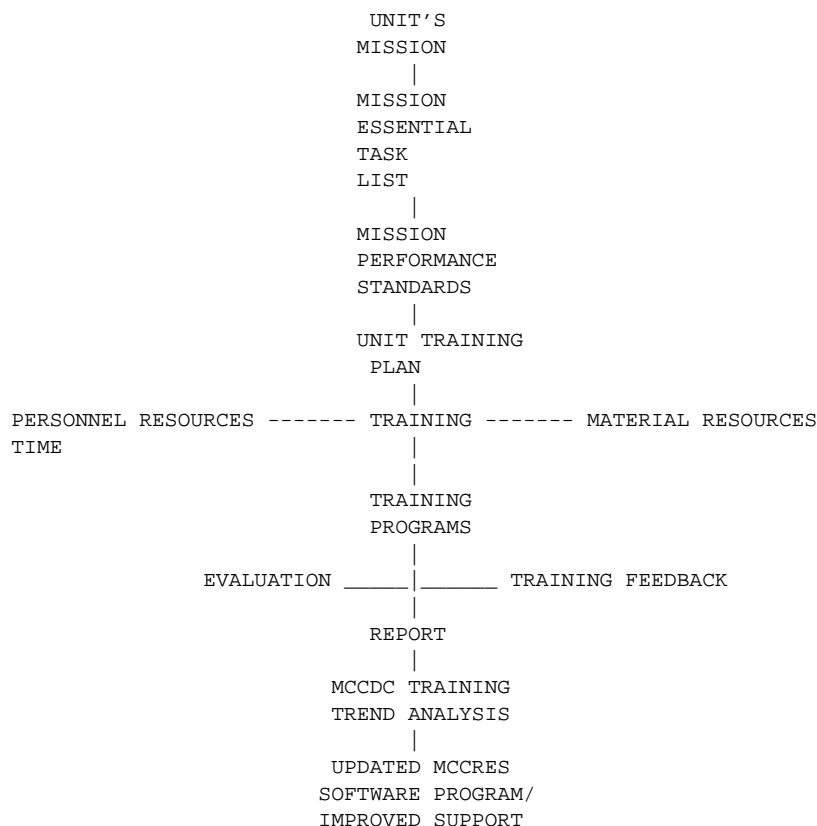 UNIT'S
MISSION
|
MISSION
ESSENTIAL
TASK
LIST
|
MISSION
PERFORMANCE
STANDARDS
|
UNIT TRAINING
PLAN
|
PERSONNEL RESOURCES ------- TRAINING ------- MATERIAL RESOURCES
TIME |
|
TRAINING
PROGRAMS
|
EVALUATION _____|______ TRAINING FEEDBACK
|
REPORT
|
MCCDC TRAINING
TREND ANALYSIS
|
UPDATED MCCRES
SOFTWARE PROGRAM/
IMPROVED SUPPORT